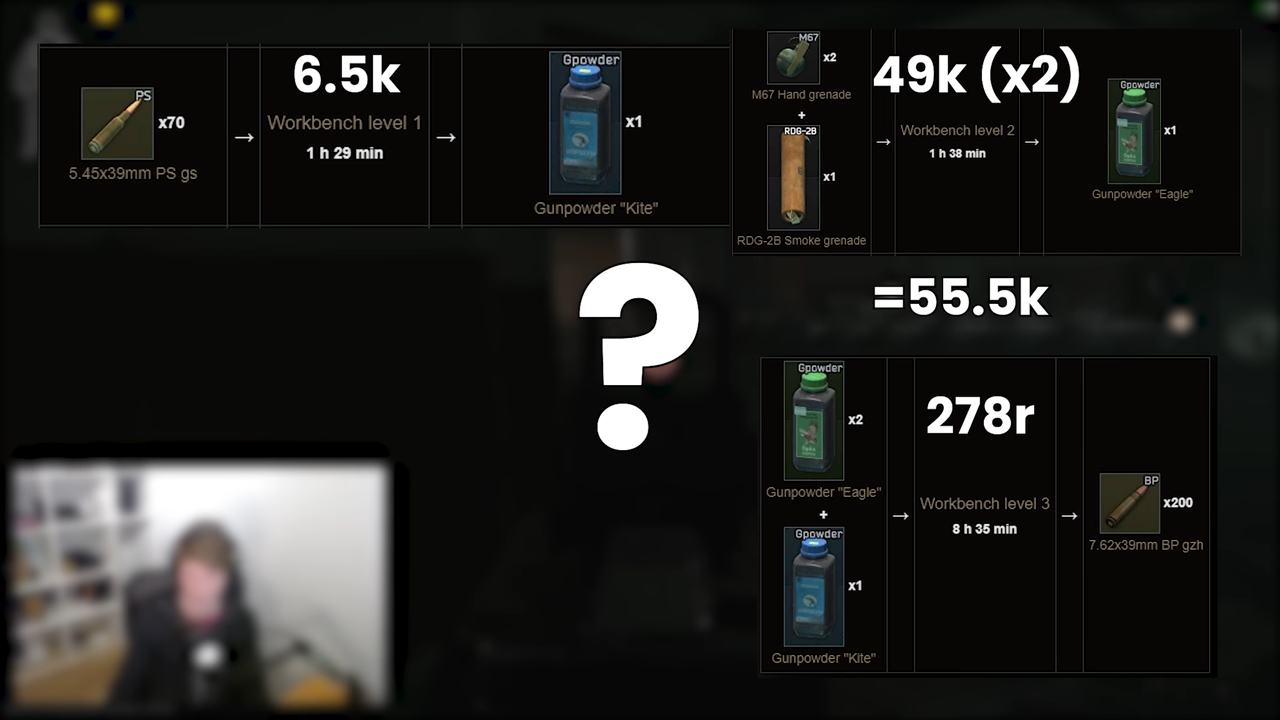 PS
x70
5.45x39mm PS gs
→
6.5k
Workbench level 1
1 h 29 min
→
Gpowder
x1
Gunpowder "Kite"
M67
x2
M67 Hand grenade
+
RDG-2B
x1
RDG-2B Smoke grenade
→
49k (x2)
Workbench level 2
1 h 38 min
→
Gpowder
x1
Gunpowder "Eagle"
?
=55.5k
Gpowder
x2
Gunpowder "Eagle"
+
Gpowder
x1
Gunpowder "Kite"
→
278r
Workbench level 3
8 h 35 min
→
BP
x200
7.62x39mm BP gzh